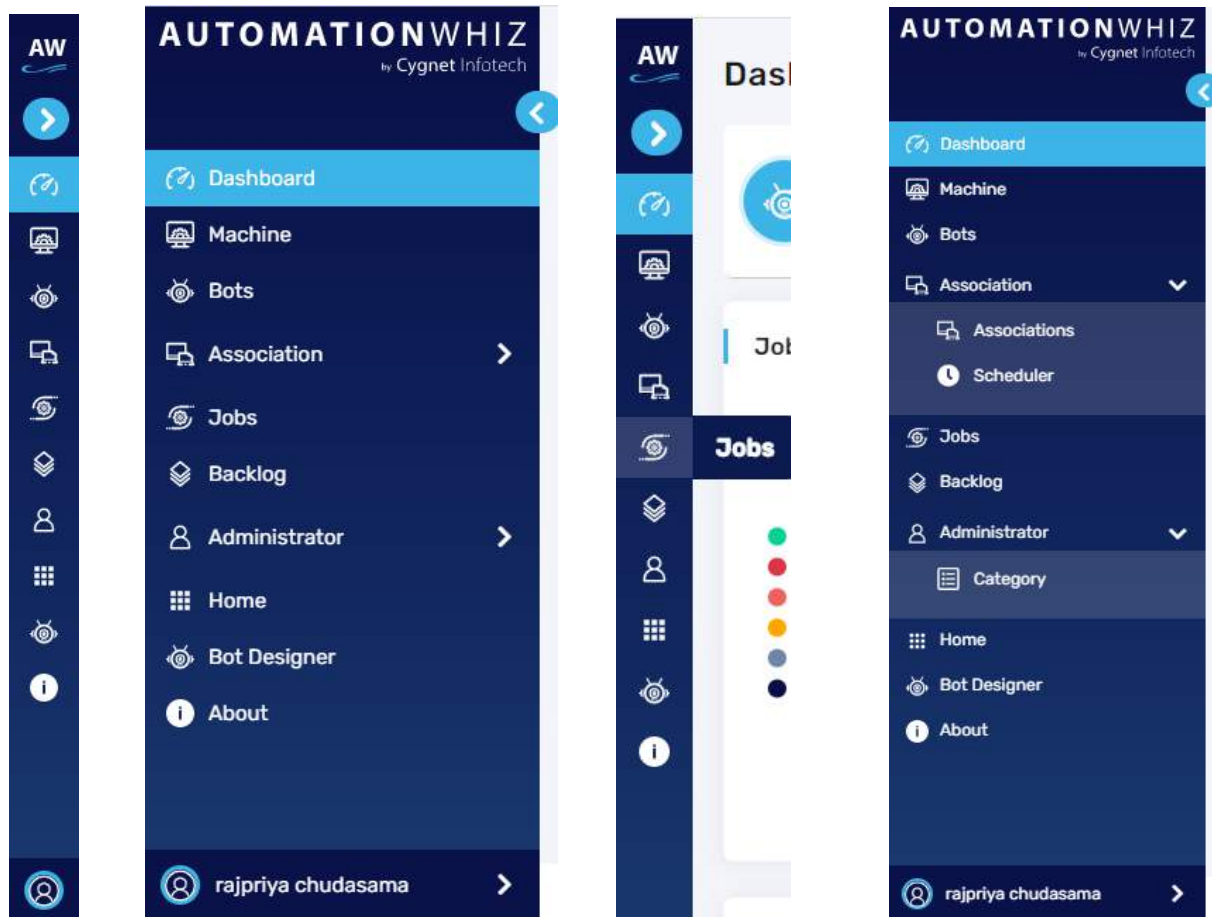 AW
AUTOMATIONWHIZ
by Cygnet Infotech
Dashboard
Machine
Bots
Association
Jobs
Backlog
Administrator
Home
Bot Designer
About
rajpriya chudasama
AW
Das
Job
Jobs
AUTOMATIONWHIZ
by Cygnet Infotech
Dashboard
Machine
Bots
Association
Associations
Scheduler
Jobs
Backlog
Administrator
Category
Home
Bot Designer
About
rajpriya chudasama